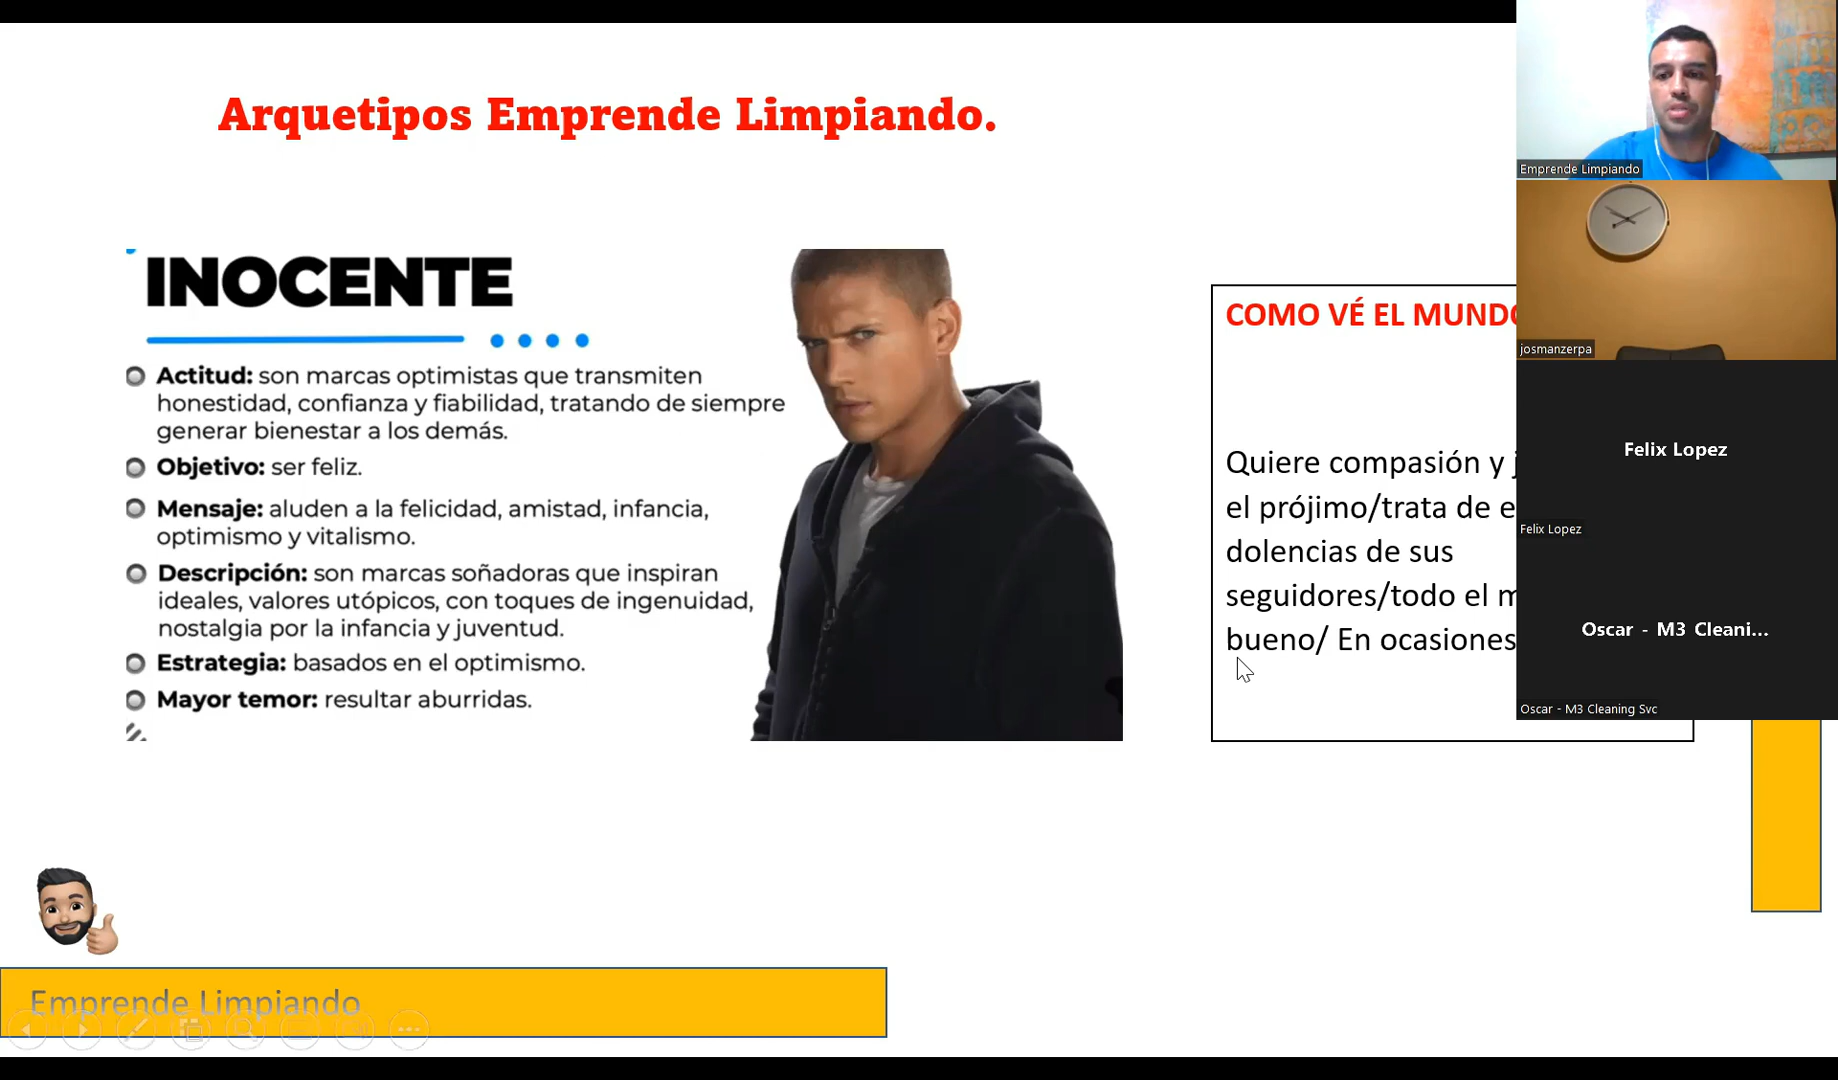 Arquetipos Emprende Limpiando.
INOCENTE
Actitud: son marcas optimistas que transmiten
honestidad, confianza y fiabilidad, tratando de siempre
generar bienestar a los demás.
Objetivo: ser feliz.
Mensaje: aluden a la felicidad, amistad, infancia,
optimismo y vitalismo.
Descripción: son marcas soñadoras que inspiran
ideales, valores utópicos, con toques de ingenuidad,
nostalgia por la infancia y juventud.
Estrategia: basados en el optimismo.
Mayor temor: resultar aburridas.
COMO VÉ EL
Quiere compasión y
el prójimo/trata de
dolencias de sus
seguidores/todo el
bueno/ En ocasiones
Emprende Limpiando
josmanzerpa
Felix Lopez
Felix Lopez
Oscar - M3 Cleani...
Oscar - M3 Cleaning Svc
Emprende Limpiando